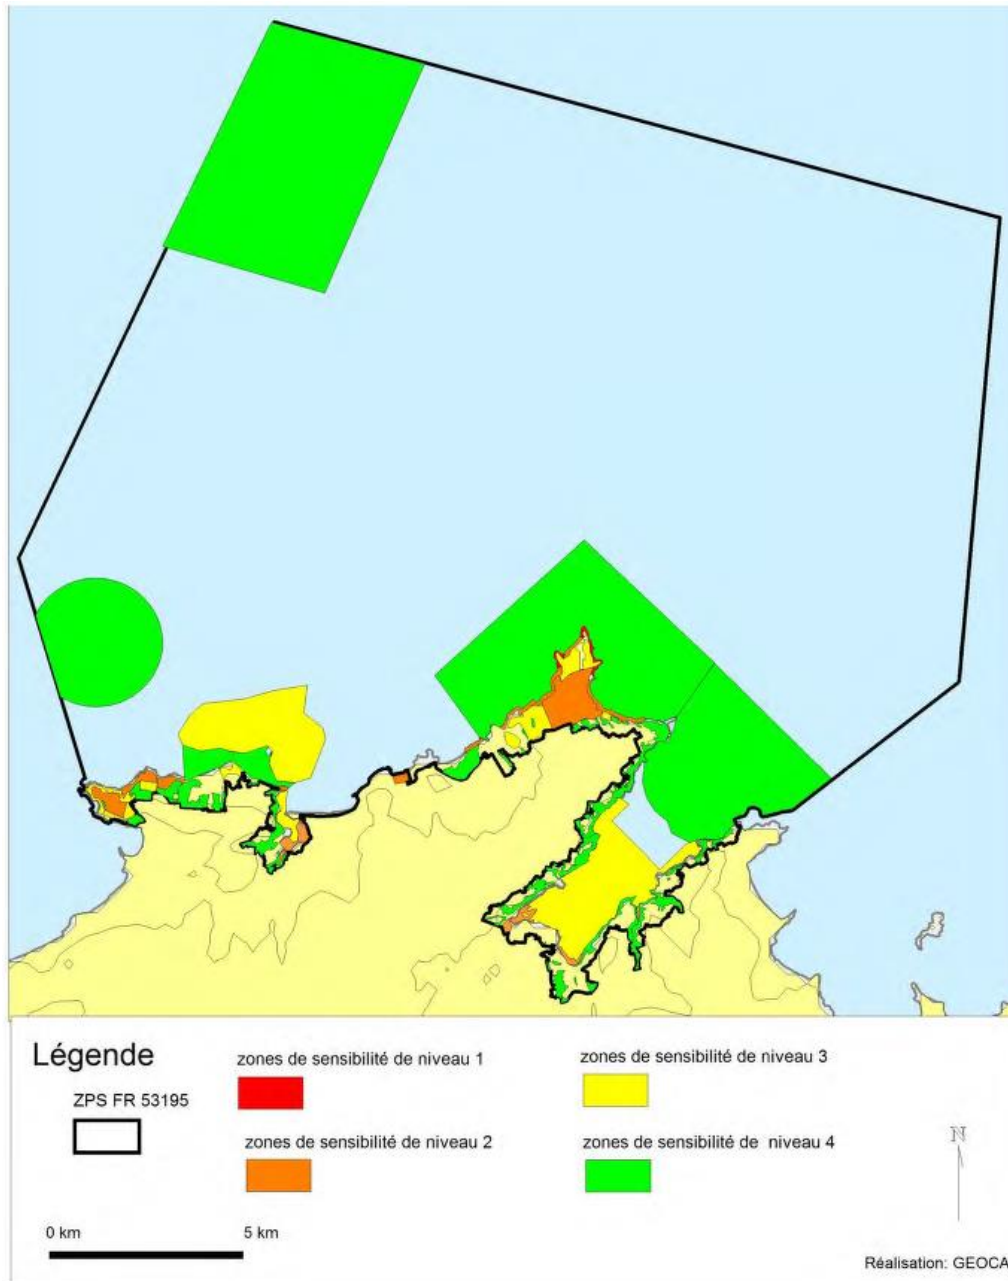 Légende
ZPS FR 53195
zones de sensibilité de niveau 1
zones de sensibilité de niveau 2
zones de sensibilité de niveau 3
zones de sensibilité de niveau 4
N
0 km 5 km
Réalisation: GEOCA